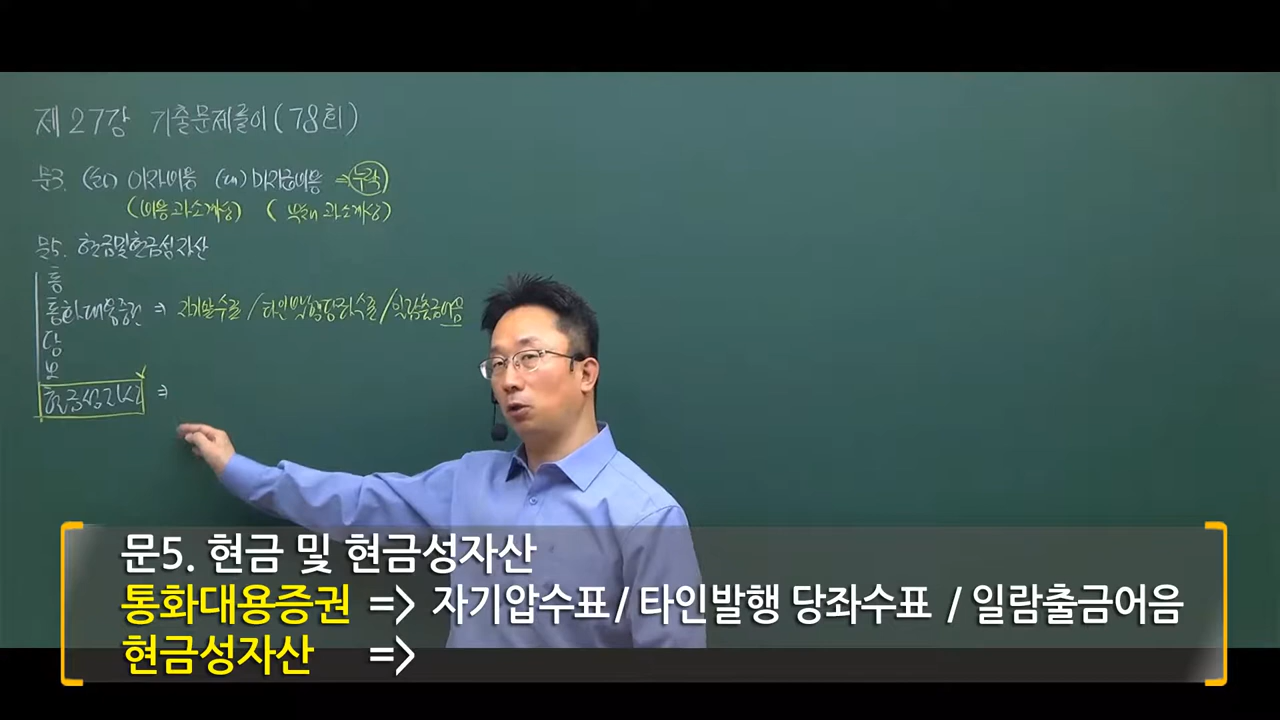 제27강 기출문제풀이(78회)
문3. (차) 이자비용 (대) 미지급비용 ⇒ 누락
(비용 과소계상) (부채 과소계상)
문5. 현금및현금성자산
통
통화대용증권 ⇒ 자기앞수표 / 타인발행당좌수표 / 일람출금어음
당
보
현금성자산 ⇒
문5. 현금 및 현금성자산
통화대용증권 => 자기압수표 / 타인발행 당좌수표 / 일람출금어음
현금성자산 =>